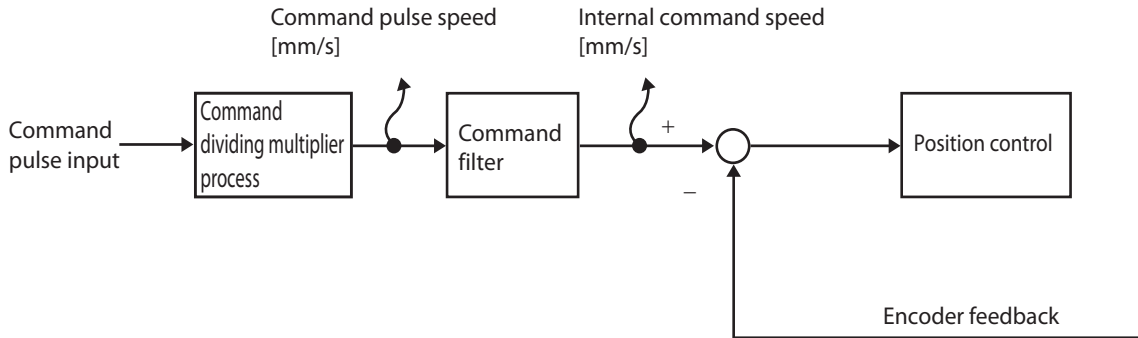 Command pulse speed
[mm/s]
Internal command speed
[mm/s]
Command
pulse input
Command
dividing multiplier
process
Command
filter
+
−
Position control
Encoder feedback